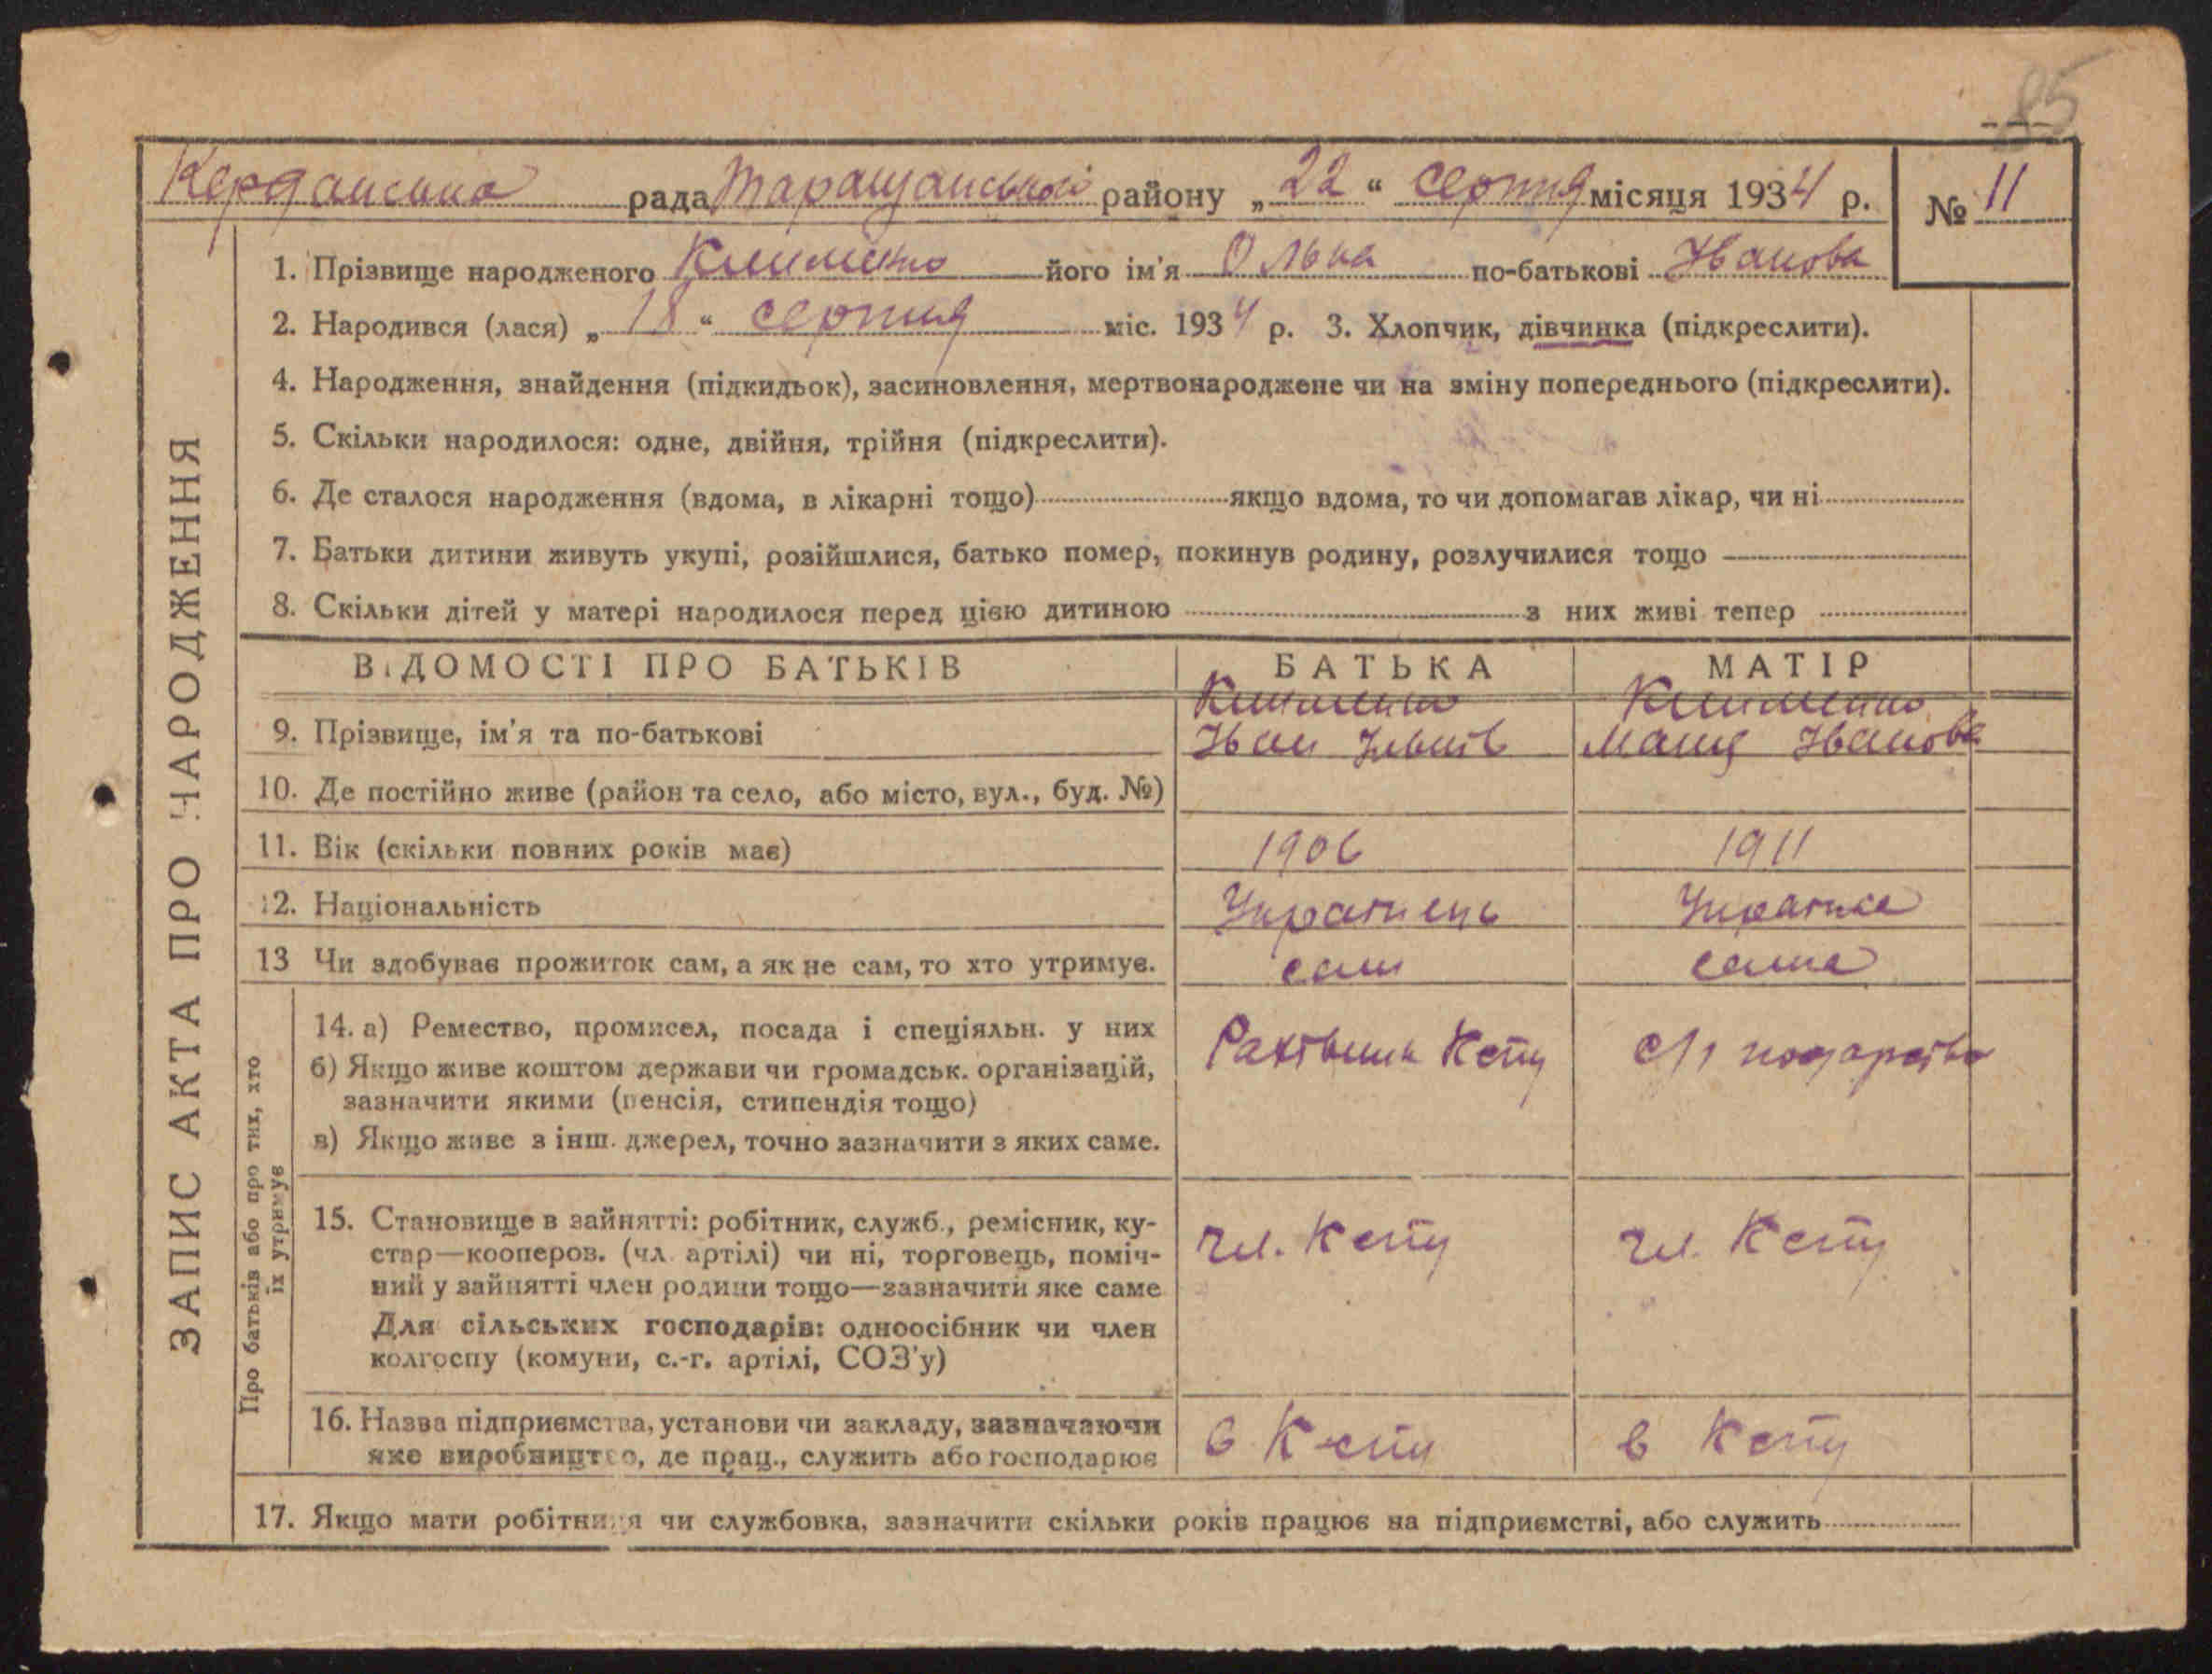 85
Керданська рада Таращанської району „22“ серпня місяця 1934 р. № 11
1. Прізвище народженого Клименко його ім'я Ольга по-батькові Іванова
2. Народився (лася) „18“ серпня міс. 1934 р. 3. Хлопчик, дівчинка (підкреслити).
4. Народження, знайдення (підкидьок), засиновлення, мертвонароджене чи на зміну попереднього (підкреслити).
5. Скільки народилося: одне, двійня, трійня (підкреслити).
6. Де сталося народження (вдома, в лікарні тощо) якщо вдома, то чи допомагав лікар, чи ні
7. Батьки дитини живуть укупі, розійшлися, батько помер, покинув родину, розлучилися тощо
8. Скільки дітей у матері народилося перед цією дитиною з них живі тепер
ЗАПИС АКТА ПРО НАРОДЖЕННЯ
ВІДОМОСТІ ПРО БАТЬКІВ БАТЬКА МАТІР
Клименко Клименко
9. Прізвище, ім'я та по-батькові Іван Іванова
10. Де постійно живе (район та село, або місто, вул., буд. №)
11. Вік (скільки повних років має) 1906 1911
12. Національність Українець Українка
13 Чи здобуває прожиток сам, а як не сам, то хто утримує. сам сама
Про батьків або про тих, хто
їх утримує
14. а) Ремество, промисел, посада і спеціяльн. у них
б) Якщо живе коштом держави чи громадськ. організацій, Рахівник с/г
зазначити якими (пенсія, стипендія тощо)
в) Якщо живе з інш. джерел, точно зазначити з яких саме.
15. Становище в зайнятті: робітник, служб., ремісник, ку-
стар—кооперов. (чл. артілі) чи ні, торговець, поміч- чл. чл.
ний у зайнятті член родини тощо—зазначити яке саме
Для сільських господарів: одноосібник чи член
колгоспу (комуни, с.-г. артілі, СОЗ'у)
16. Назва підприємства, установи чи закладу, зазначаючи
яке виробництво, де прац., служить або господарює в в
17. Якщо мати робітниця чи службовка, зазначити скільки років працює на підприємстві, або служить